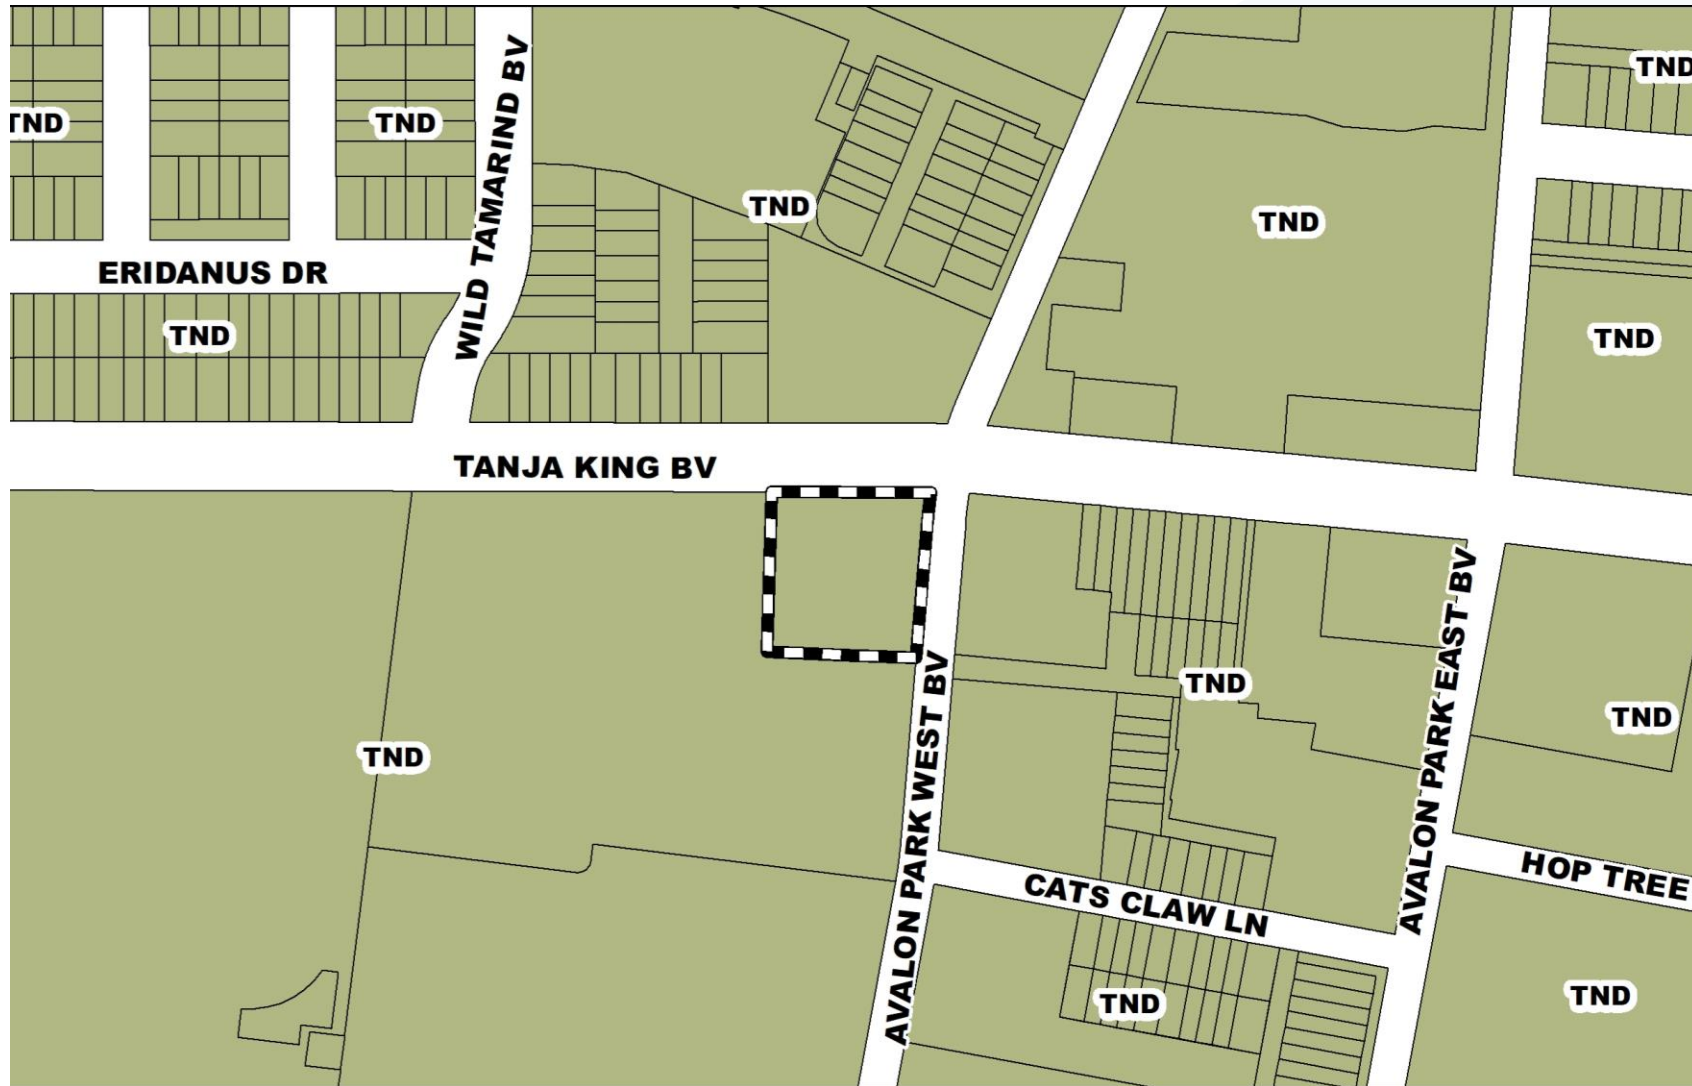 TND
TND
TND
WILD TAMARIND BV
TND
TND
ERIDANUS DR
TND
TND
TANJA KING BV
TND
TND
TND
AVALON PARK WEST BV
AVALON PARK EAST BV
CATS CLAW LN
HOP TREE
TND
TND